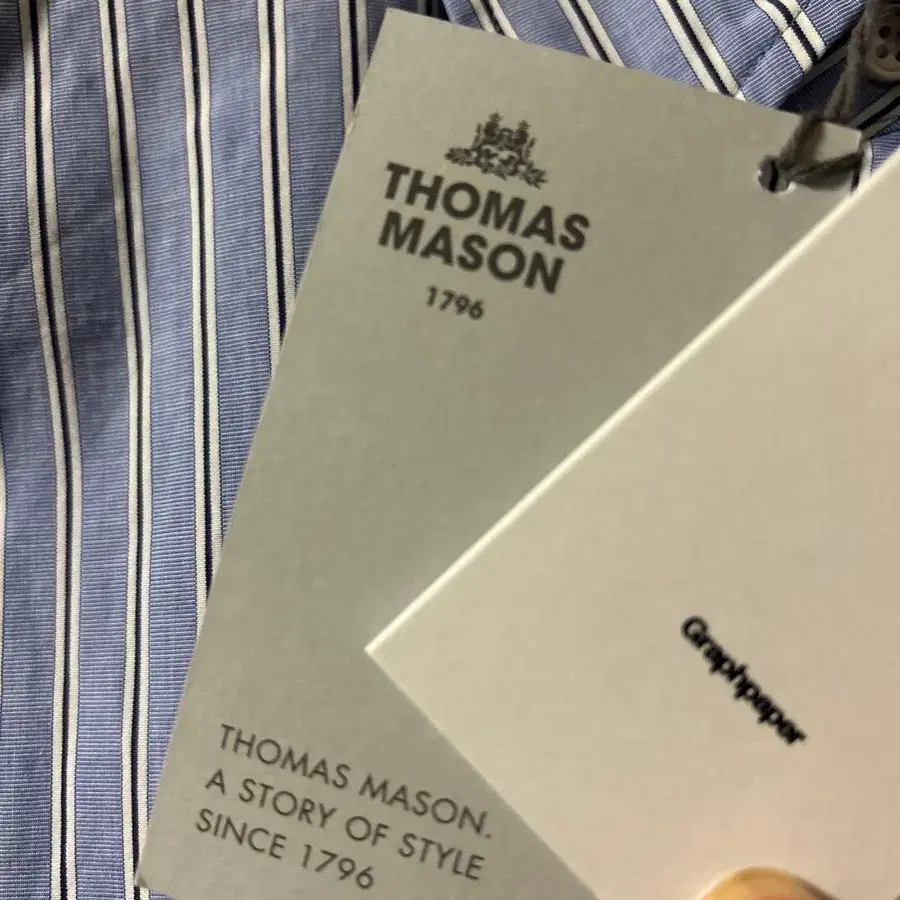 THOMAS
MASON
1796
Graphpaper
THOMAS MASON.
A STORY OF STYLE
SINCE 1796